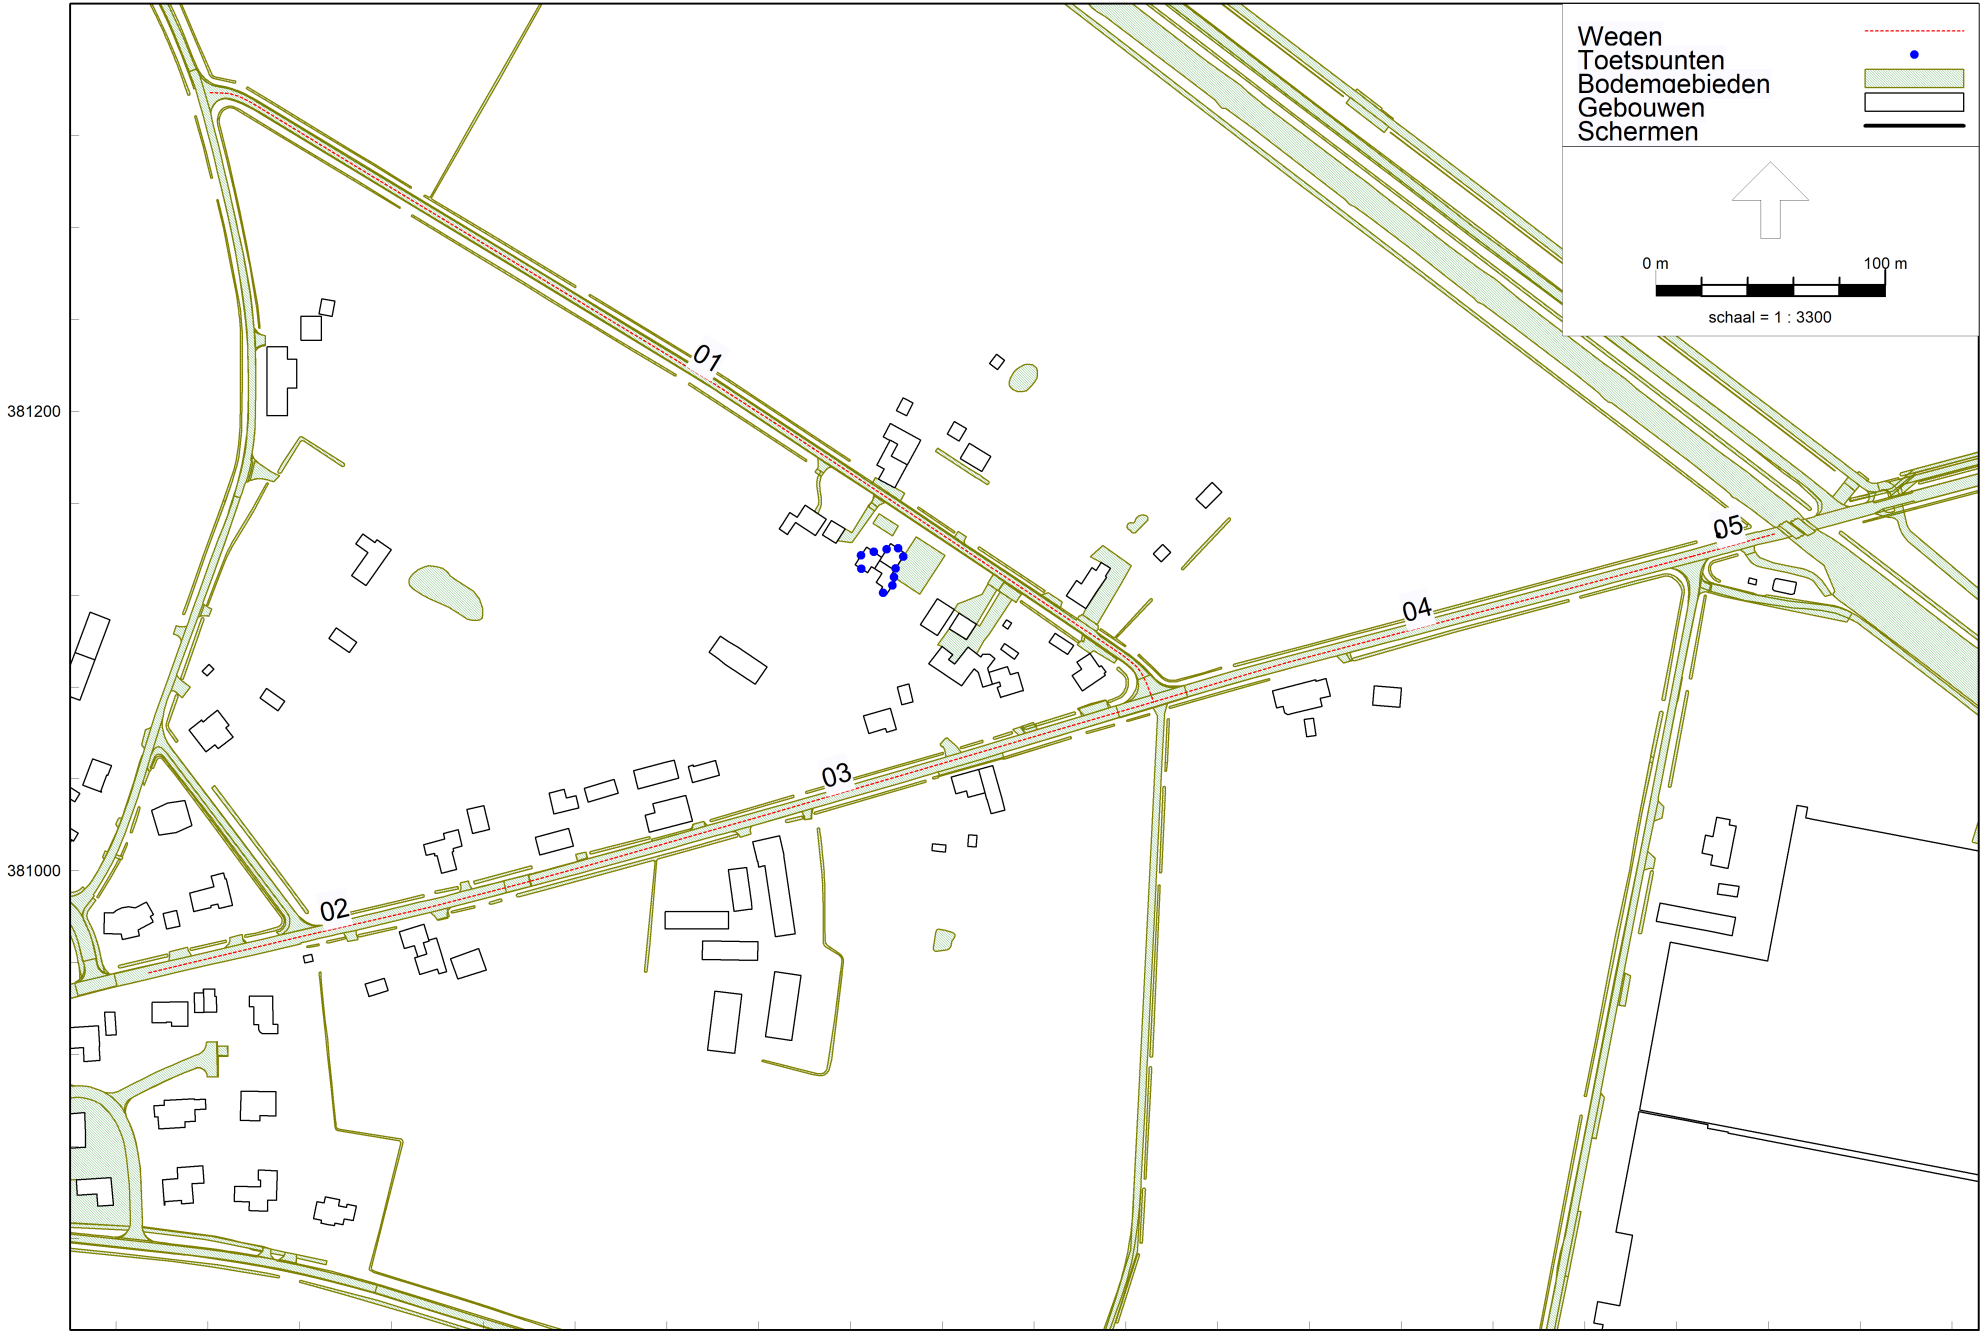 Wegen
Toetspunten
Bodemgebieden
Gebouwen
Schermen
0 m 100 m
schaal = 1 : 3300
01
381200
05
04
03
381000
02